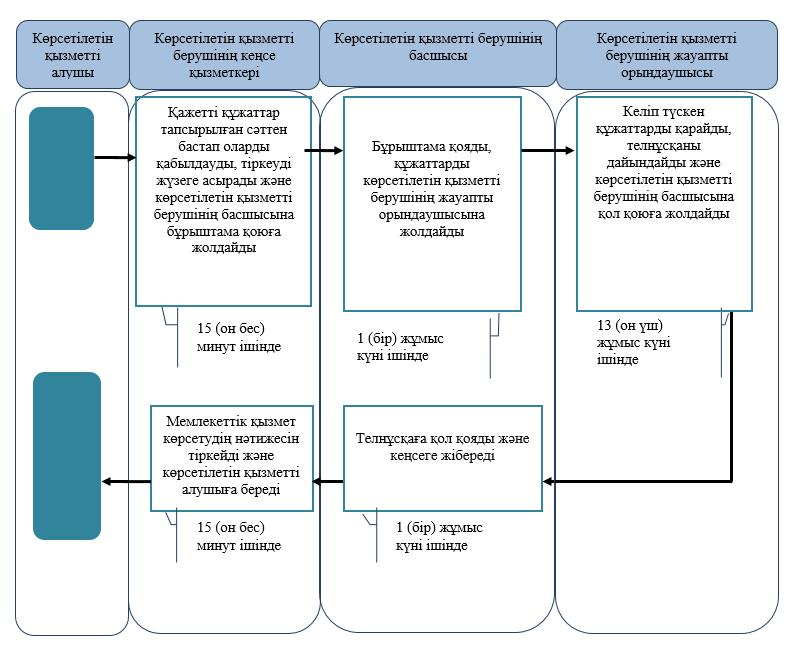 Көрсетілетін
қызметті
алушы
Көрсетілетін қызметті
берушінің кеңсе
қызметкері
Көрсетілетін қызметті берушінің
басшысы
Көрсетілетін қызметті
берушінің жауапты
орындаушысы
Қажетті құжаттар
тапсырылған сәттен
бастап оларды
қабылдауды, тіркеуді
жүзеге асырады және
көрсетілетін қызметті
берушінің басшысына
бұрыштама қоюға
жолдайды
Бұрыштама қояды,
құжаттарды
көрсетілетін қызметті
берушінің жауапты
орындаушысына
жолдайды
Келіп түскен
құжаттарды қарайды,
телнұсқаны
дайындайды және
көрсетілетін қызметті
берушінің басшысына
қол қоюға жолдайды
15 (он бес)
минут ішінде
1 (бір) жұмыс
күні ішінде
13 (он үш)
жұмыс күні
ішінде
Мемлекеттік қызмет
көрсетудің нәтижесін
тіркейді және
көрсетілетін қызметті
алушыға береді
Телнұсқаға қол қояды және
кеңсеге жібереді
15 (он бес)
минут ішінде
1 (бір) жұмыс
күні ішінде